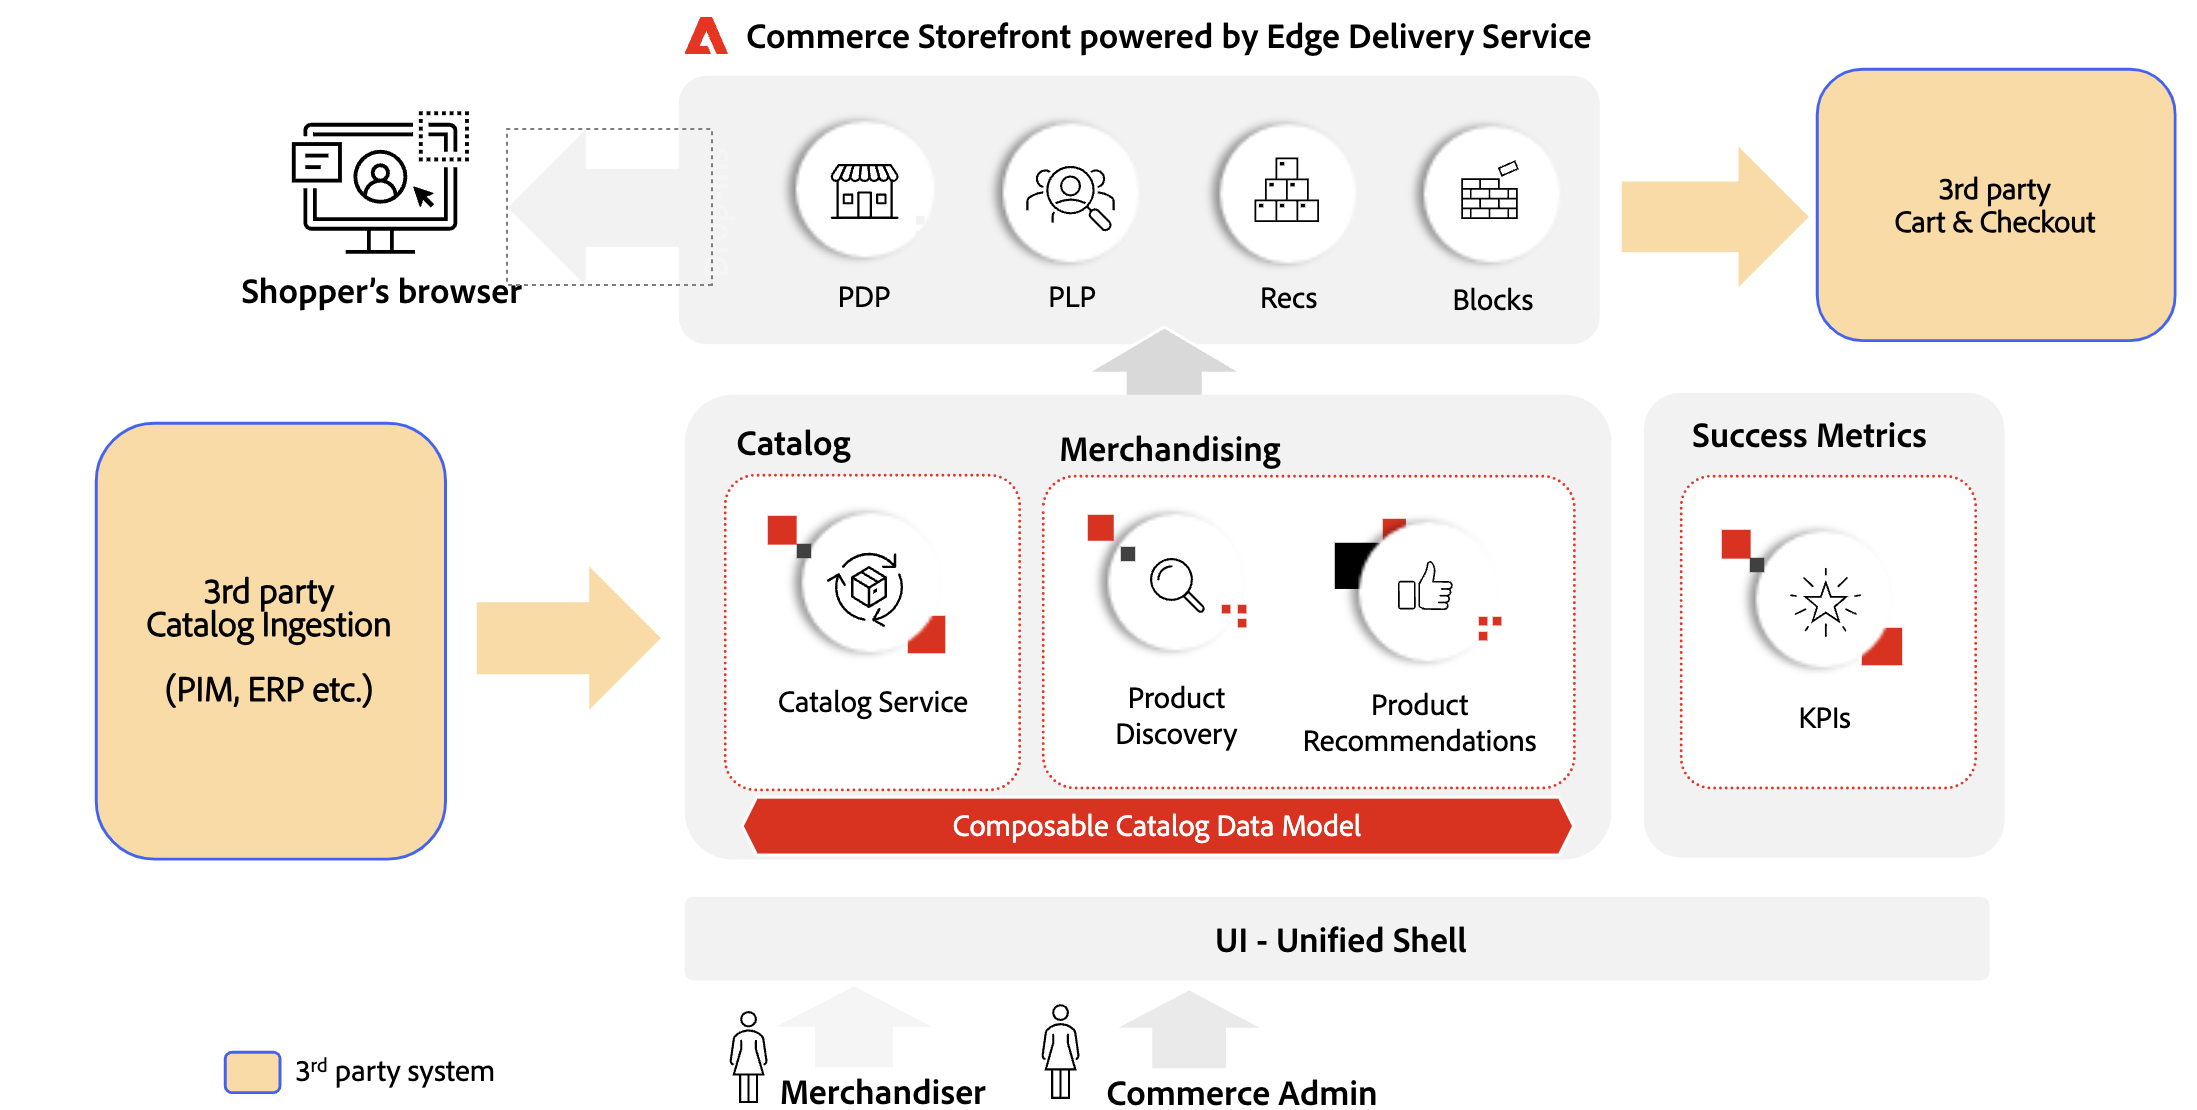 Commerce Storefront powered by Edge Delivery Service
Shopper's browser
PDP
PLP
Recs
Blocks
3rd party
Cart & Checkout
3rd party
Catalog Ingestion
(PIM, ERP etc.)
Catalog
Catalog Service
Merchandising
Product
Discovery
Product
Recommendations
Composable Catalog Data Model
Success Metrics
KPIs
UI - Unified Shell
Merchandiser
Commerce Admin
3rd party system